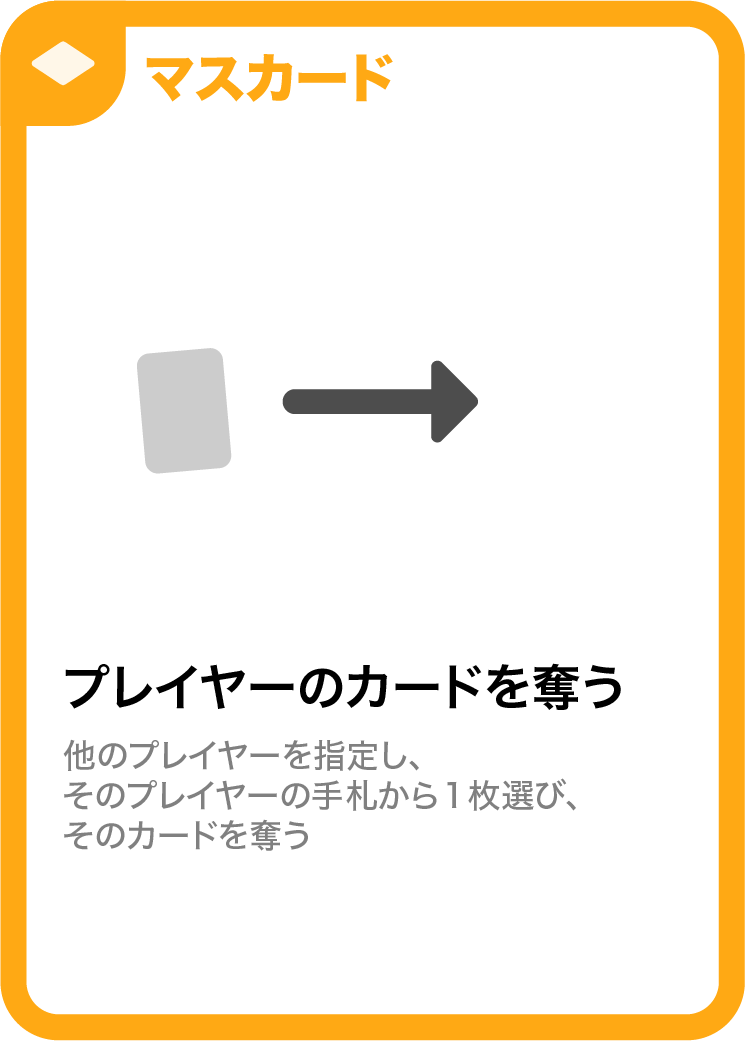 マスカード
プレイヤーのカードを奪う
他のプレイヤーを指定し、
そのプレイヤーの手札から1枚選び、
そのカードを奪う